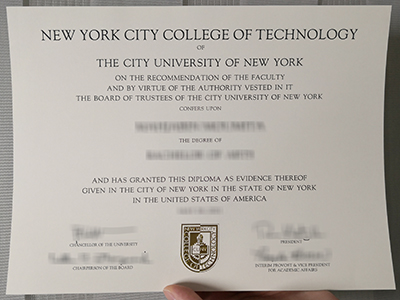 NEW YORK CITY COLLEGE OF TECHNOLOGY
OF
THE CITY UNIVERSITY OF NEW YORK
ON THE RECOMMENDATION OF THE FACULTY
AND BY VIRTUE OF THE AUTHORITY VESTED IN IT
THE BOARD OF TRUSTEES OF THE CITY UNIVERSITY OF NEW YORK
CONFERS UPON
THE DEGREE OF
AND HAS GRANTED THIS DIPLOMA AS EVIDENCE THEREOF
GIVEN IN THE CITY OF NEW YORK IN THE STATE OF NEW YORK
IN THE UNITED STATES OF AMERICA
CHANCELLOR OF THE UNIVERSITY
PRESIDENT
CHAIRPERSON OF THE BOARD
INTERIM PROVOST & VICE PRESIDENT
FOR ACADEMIC AFFAIRS